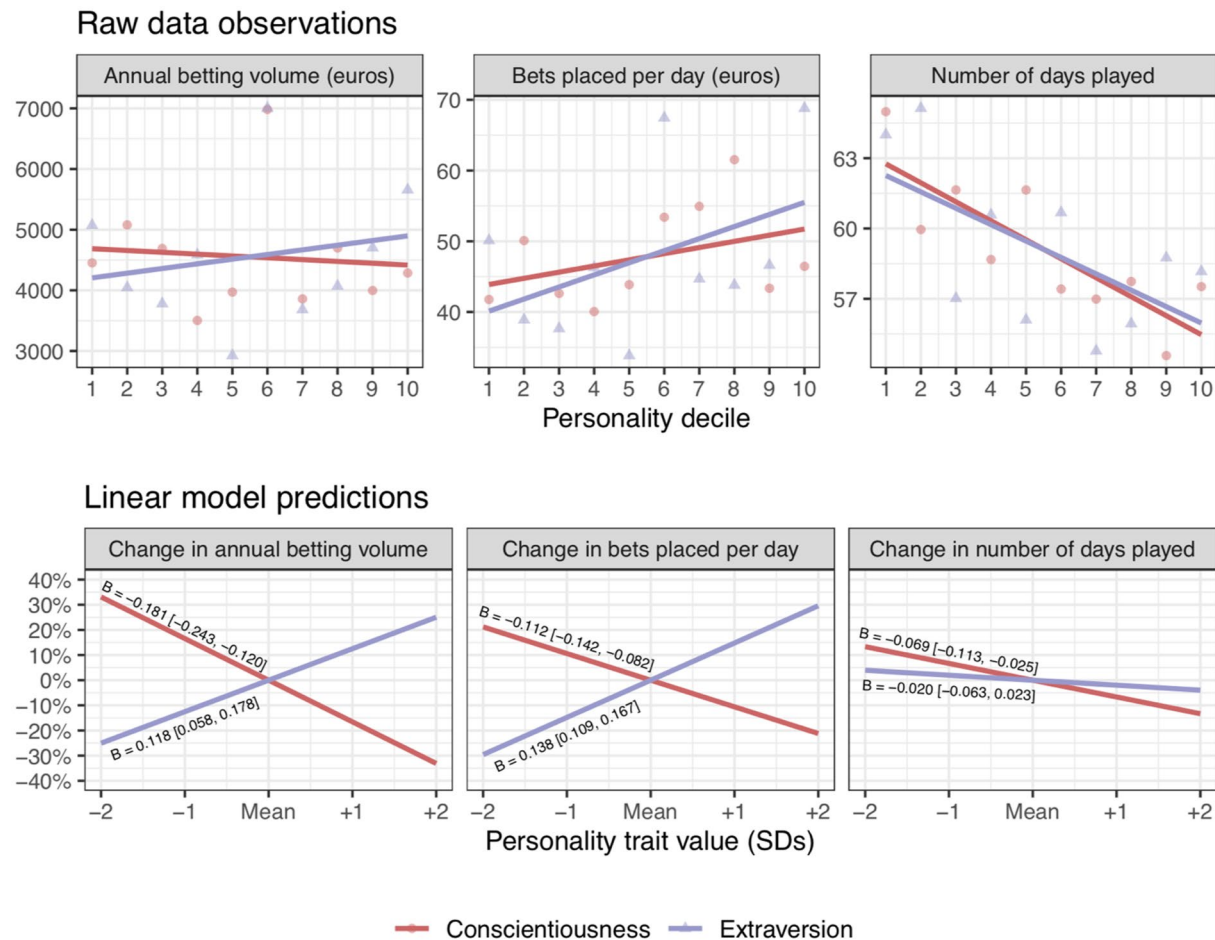 Raw data observations
Annual betting volume (euros)
Bets placed per day (euros)
Number of days played
7000
6000
5000
4000
3000
70
60
50
40
63
60
57
1 2 3 4 5 6 7 8 9 10
1 2 3 4 5 6 7 8 9 10
1 2 3 4 5 6 7 8 9 10
Personality decile
Linear model predictions
Change in annual betting volume
Change in bets placed per day
Change in number of days played
40%
30%
20%
10%
0%
−10%
−20%
−30%
−40%
B = −0.181 [−0.243, −0.120]
B = 0.118 [0.058, 0.178]
B = −0.112 [−0.142, −0.082]
B = 0.138 [0.109, 0.167]
B = −0.069 [−0.113, −0.025]
B = −0.020 [−0.063, 0.023]
−2 −1 Mean +1 +2
−2 −1 Mean +1 +2
−2 −1 Mean +1 +2
Personality trait value (SDs)
Conscientiousness
Extraversion